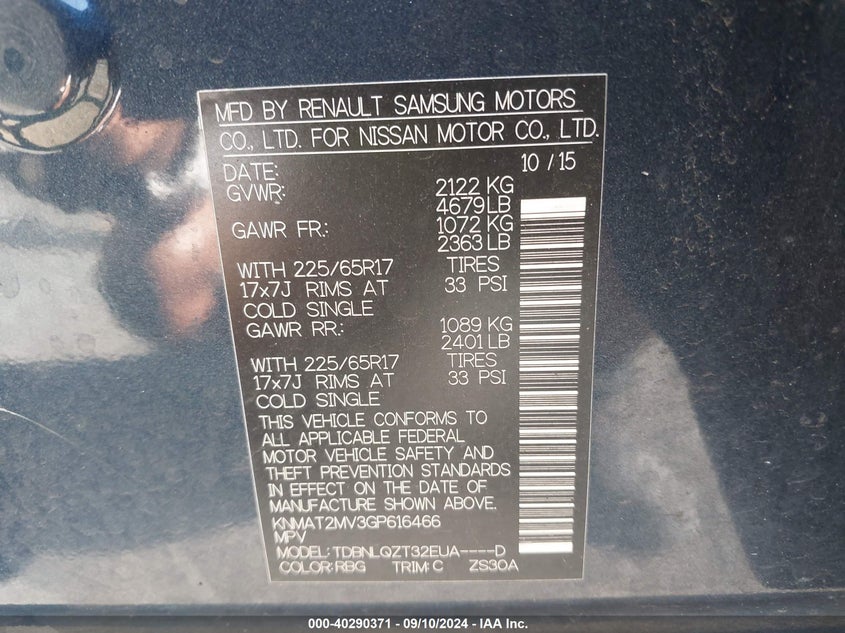 MFD BY RENAULT SAMSUNG MOTORS
CO., LTD. FOR NISSAN MOTOR CO., LTD.
DATE: 10 / 15
GVWR: 2122 KG
4679 LB
GAWR FR: 1072 KG
2363 LB
WITH 225/65R17 TIRES
17x7J RIMS AT 33 PSI
COLD SINGLE
GAWR RR: 1089 KG
2401 LB
WITH 225/65R17 TIRES
17x7J RIMS AT 33 PSI
COLD SINGLE
THIS VEHICLE CONFORMS TO
ALL APPLICABLE FEDERAL
MOTOR VEHICLE SAFETY AND
THEFT PREVENTION STANDARDS
IN EFFECT ON THE DATE OF
MANUFACTURE SHOWN ABOVE.
KNMAT2MV3GP616466
MPV
MODEL: TDBNLQZT32EUA----D
COLOR: RBG TRIM: C ZS30A
000-40290371 - 09/10/2024 - IAA Inc.